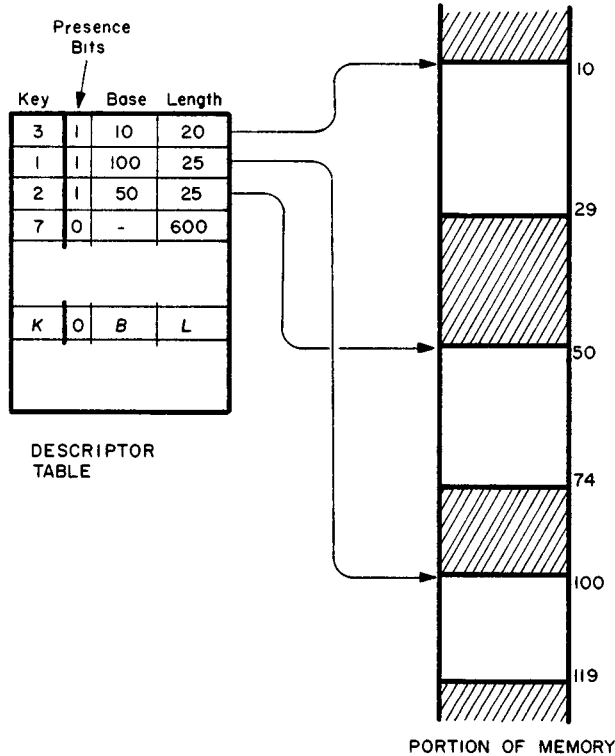 Presence
Bits
Key Base Length
3 1 10 20
1 1 100 25
2 1 50 25
7 0 - 600
K 0 B L
DESCRIPTOR
TABLE
10
29
50
74
100
119
PORTION OF MEMORY